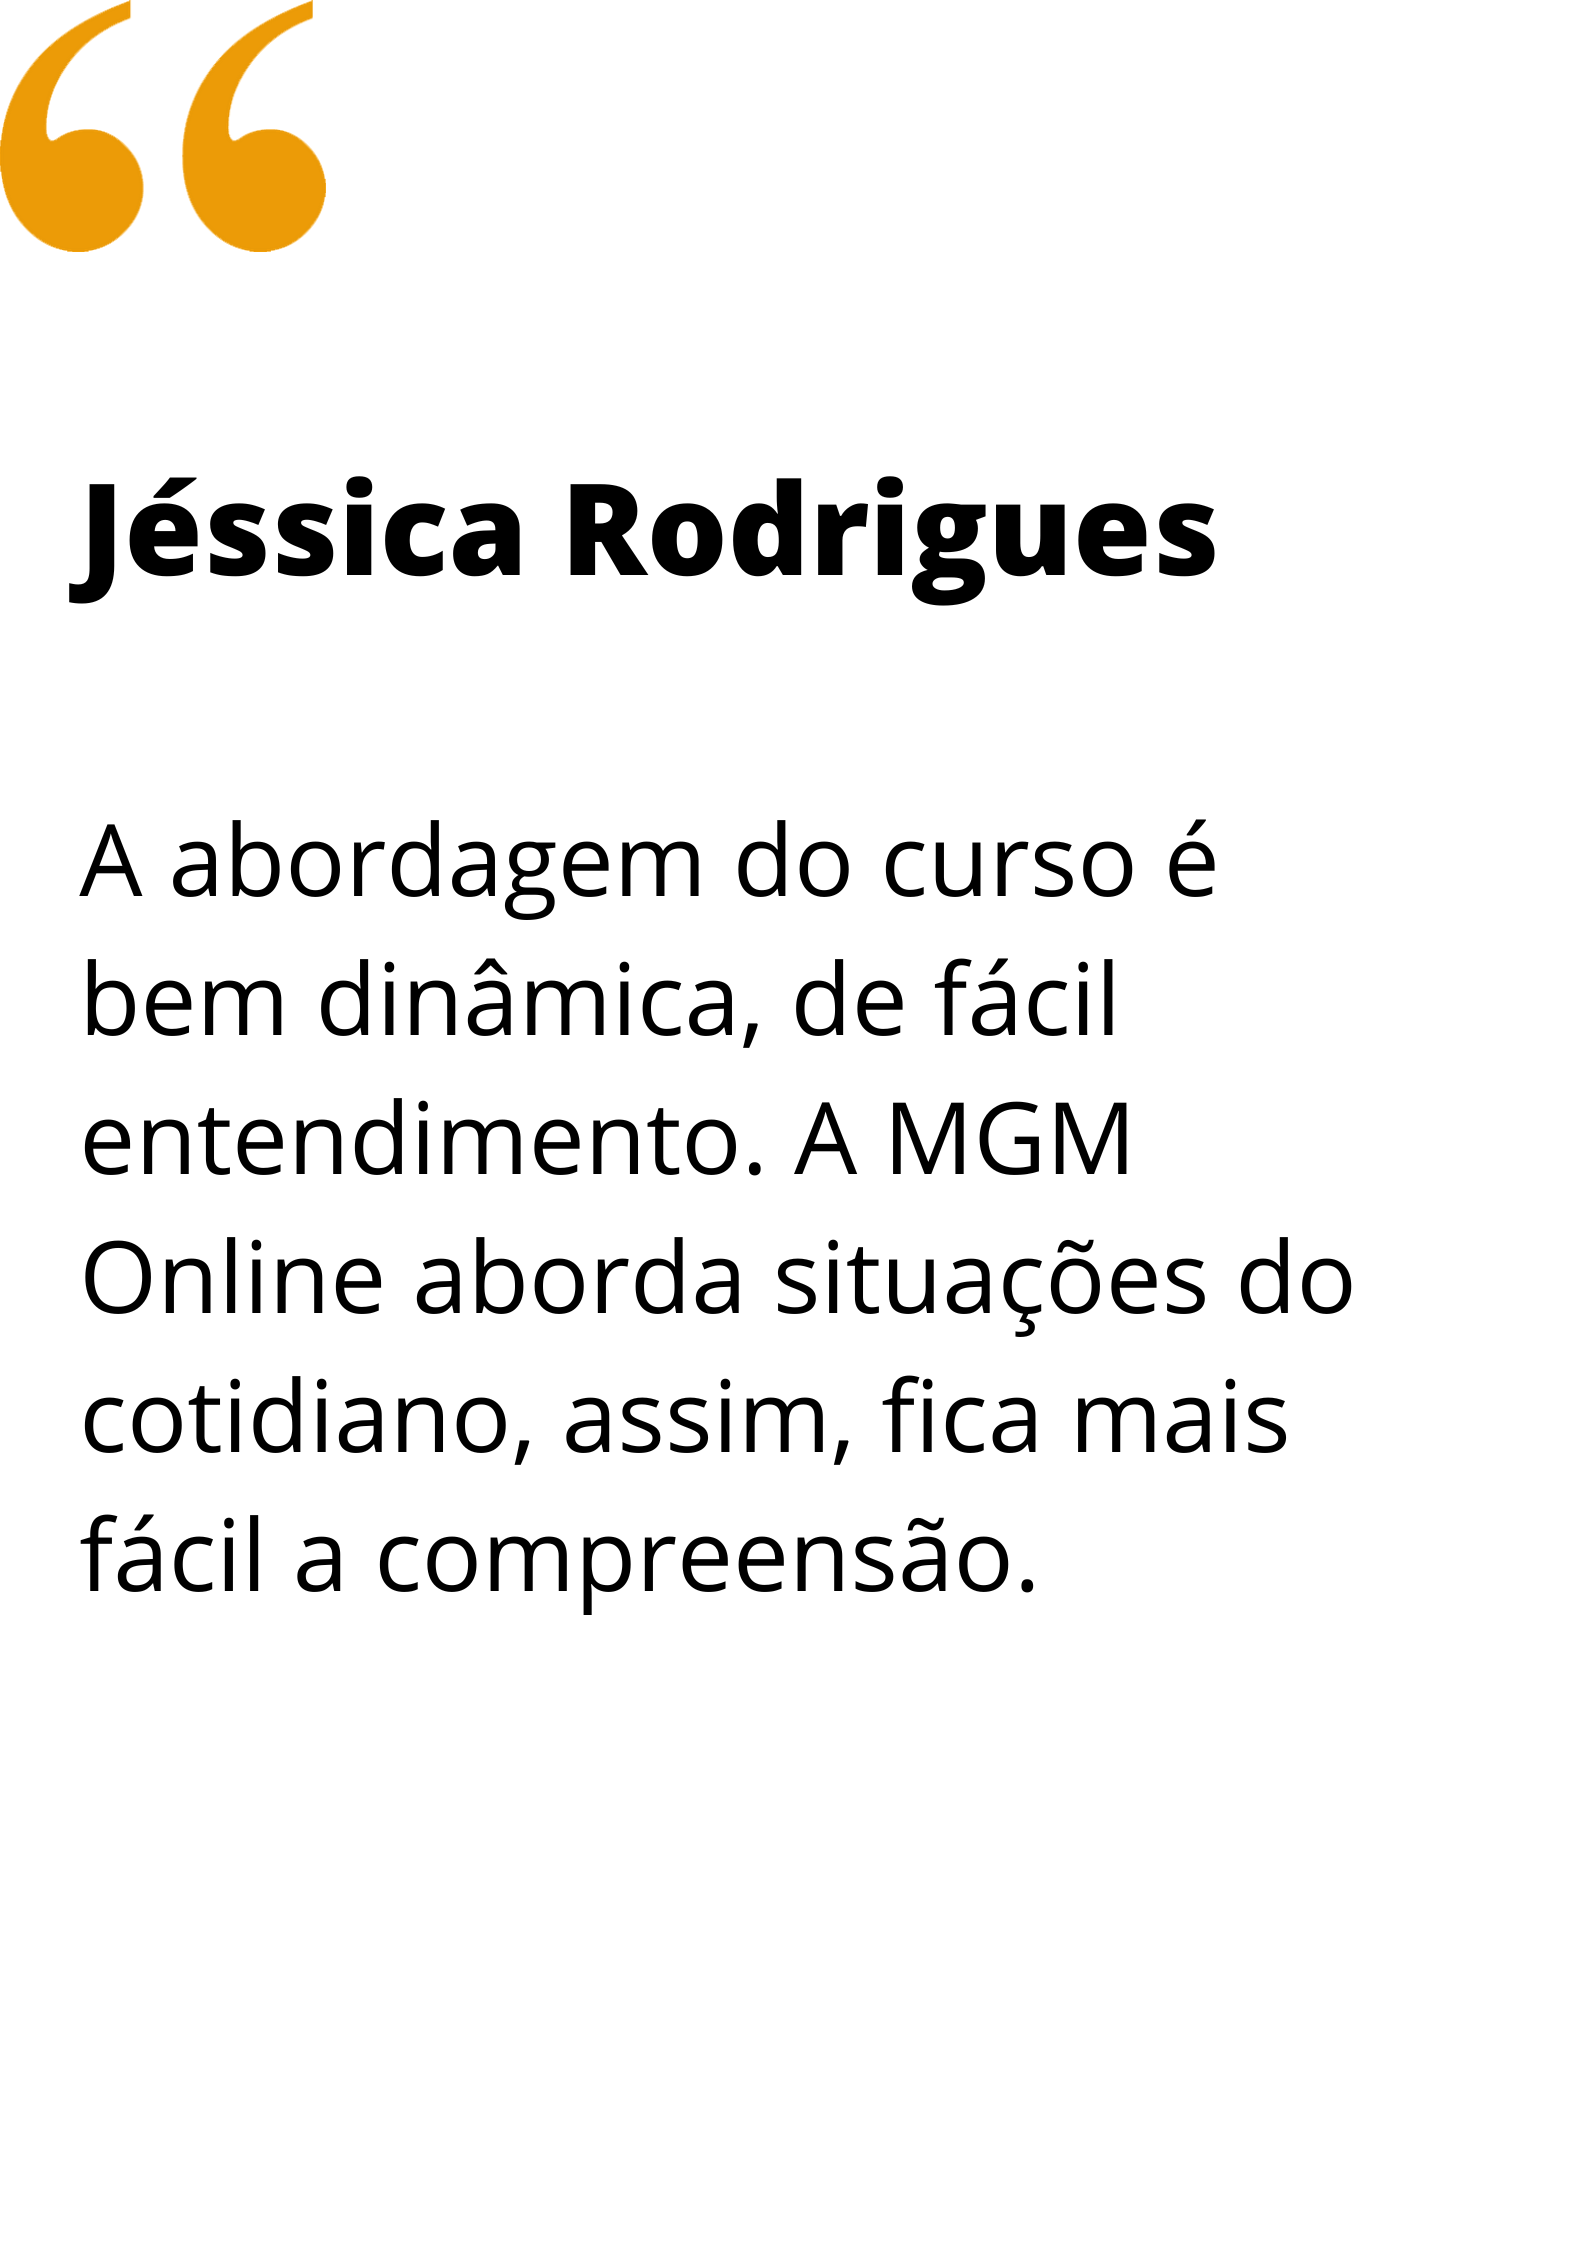 “
Jéssica Rodrigues
A abordagem do curso é
bem dinâmica, de fácil
entendimento. A MGM
Online aborda situações do
cotidiano, assim, fica mais
fácil a compreensão.